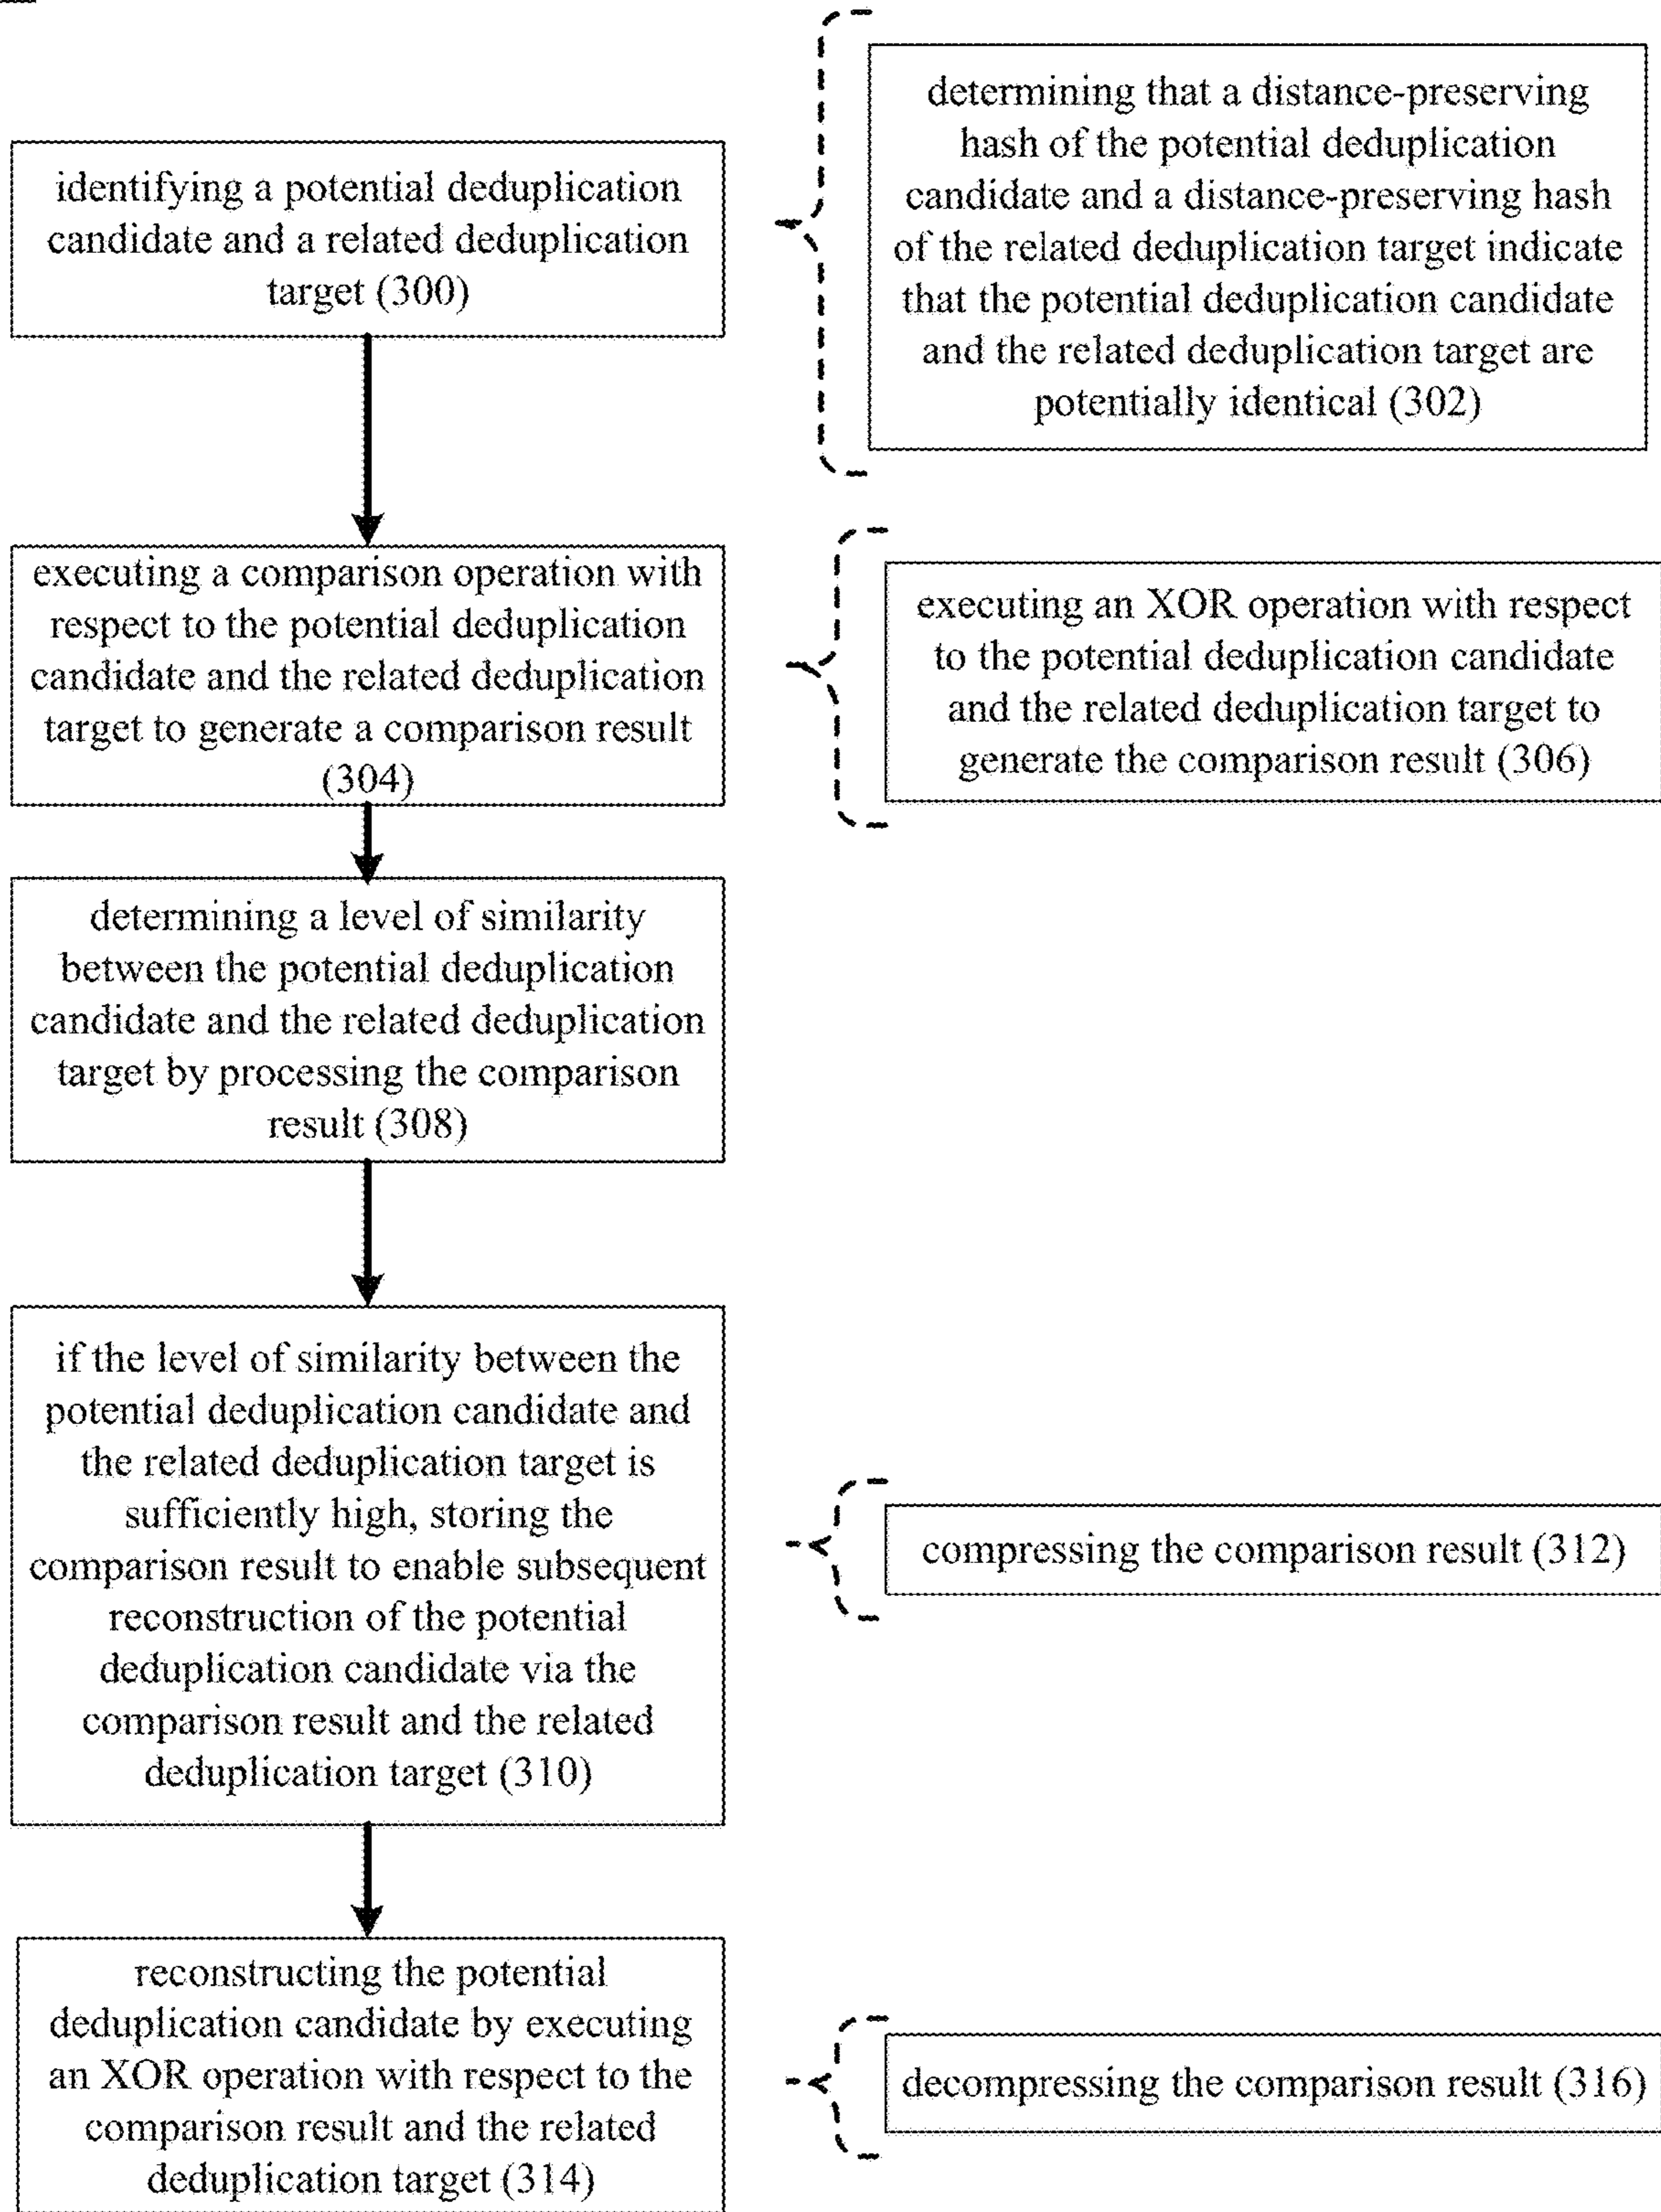 identifying a potential deduplication
candidate and a related deduplication
target (300)
determining that a distance-preserving
hash of the potential deduplication
candidate and a distance-preserving hash
of the related deduplication target indicate
that the potential deduplication candidate
and the related deduplication target are
potentially identical (302)
executing a comparison operation with
respect to the potential deduplication
candidate and the related deduplication
target to generate a comparison result
(304)
executing an XOR operation with respect
to the potential deduplication candidate
and the related deduplication target to
generate the comparison result (306)
determining a level of similarity
between the potential deduplication
candidate and the related deduplication
target by processing the comparison
result (308)
if the level of similarity between the
potential deduplication candidate and
the related deduplication target is
sufficiently high, storing the
comparison result to enable subsequent
reconstruction of the potential
deduplication candidate via the
comparison result and the related
deduplication target (310)
compressing the comparison result (312)
reconstructing the potential
deduplication candidate by executing
an XOR operation with respect to the
comparison result and the related
deduplication target (314)
decompressing the comparison result (316)